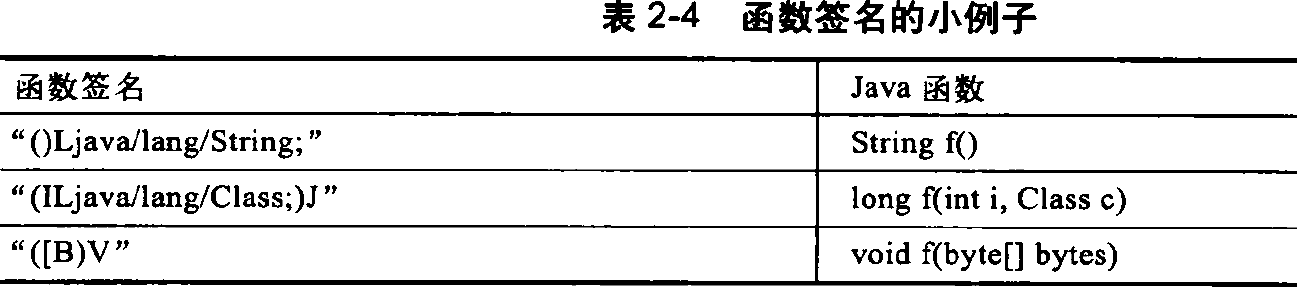 表 2-4 函数签名的小例子
函数签名 Java 函数
“()Ljava/lang/String;” String f()
“(ILjava/lang/Class;)J” long f(int i, Class c)
“([B)V” void f(byte[] bytes)